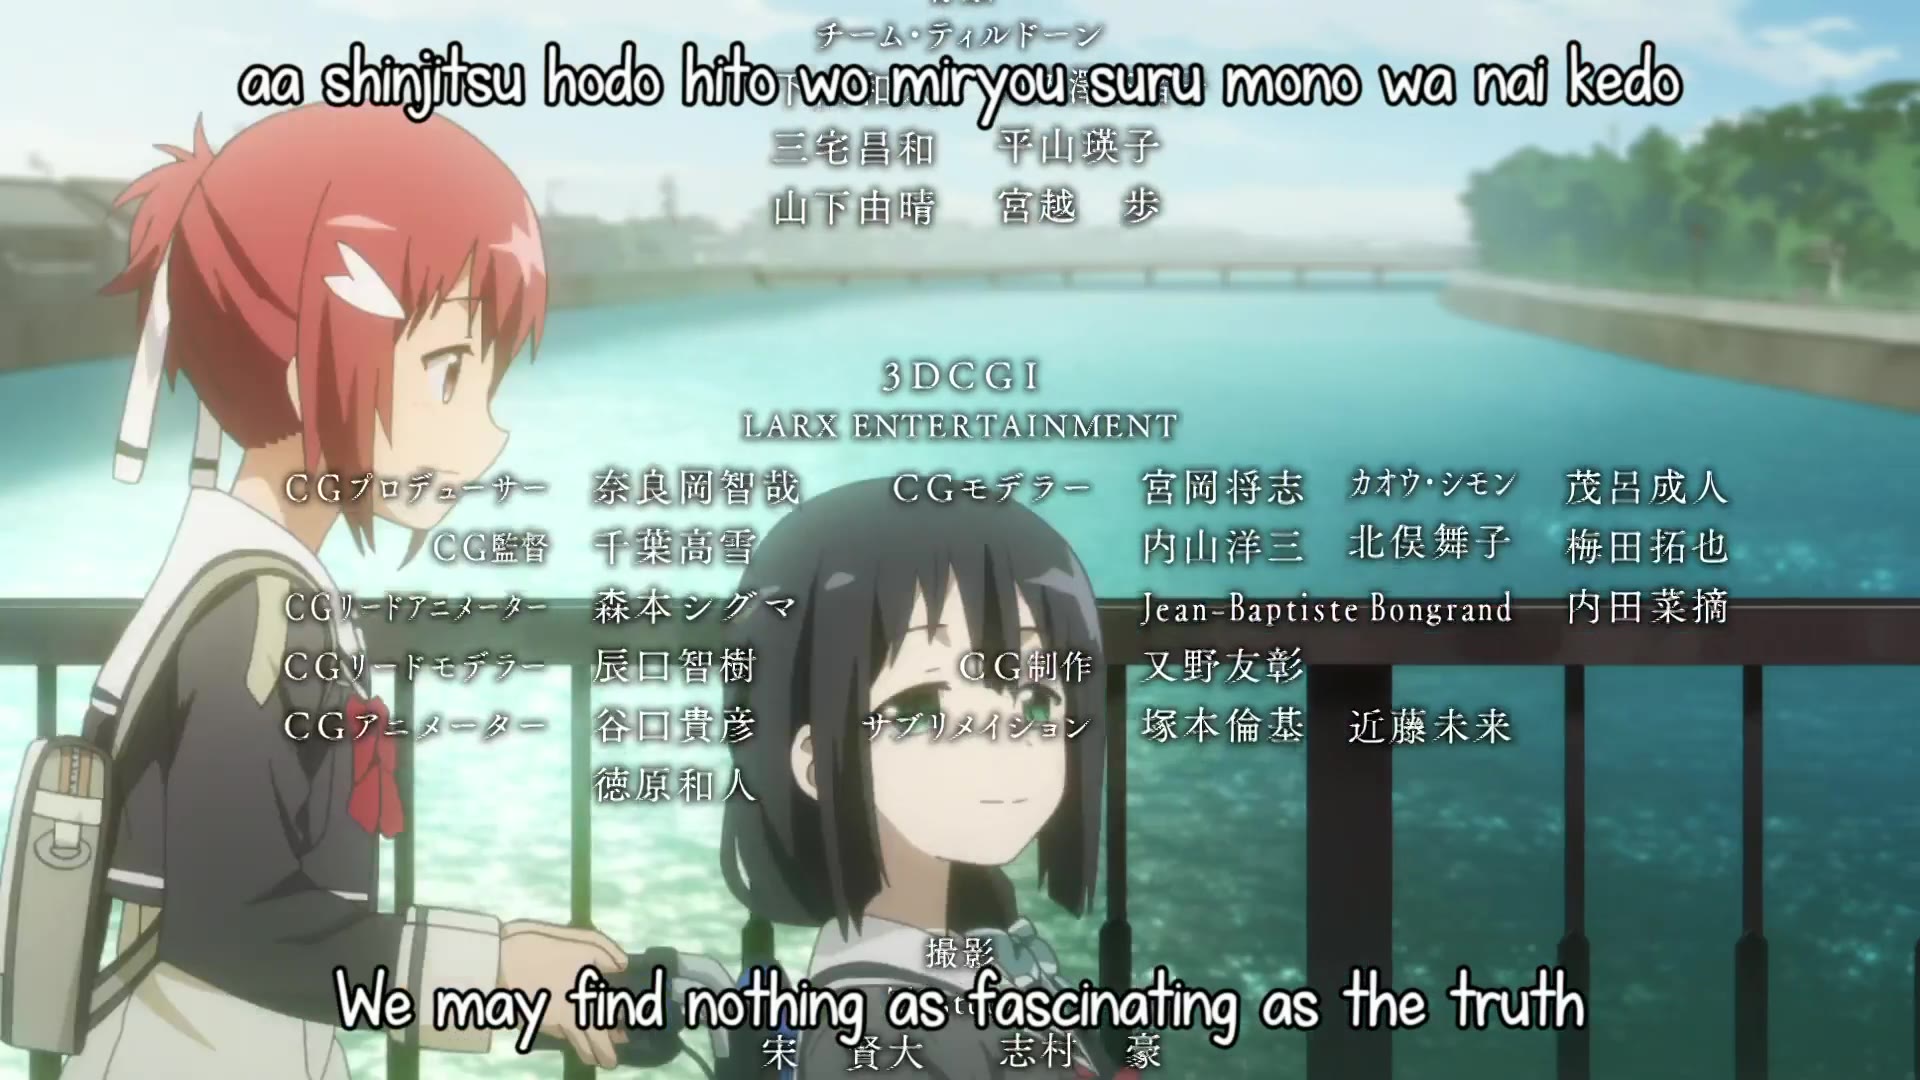 チーム・ティルドーン
aa shinjitsu hodo hito wo miryou suru mono wa nai kedo
三宅昌和 平山瑛子
山下由晴 宮越 歩
3DCGI
LARX ENTERTAINMENT
CGプロデューサー 奈良岡智哉 CGモデラー 宮岡将志 カオウ・シモン 茂呂成人
CG監督 千葉高雪 内山洋三 北俣舞子 梅田拓也
CGリードアニメーター 森本シグマ Jean-Baptiste Bongrand 内田菜摘
CGリードモデラー 辰口智樹 CG制作 又野友彰
CGアニメーター 谷口貴彦 サブリメイション 塚本倫基 近藤未来
徳原和人
撮影
We may find nothing as fascinating as the truth
宋 賢大 志村 豪